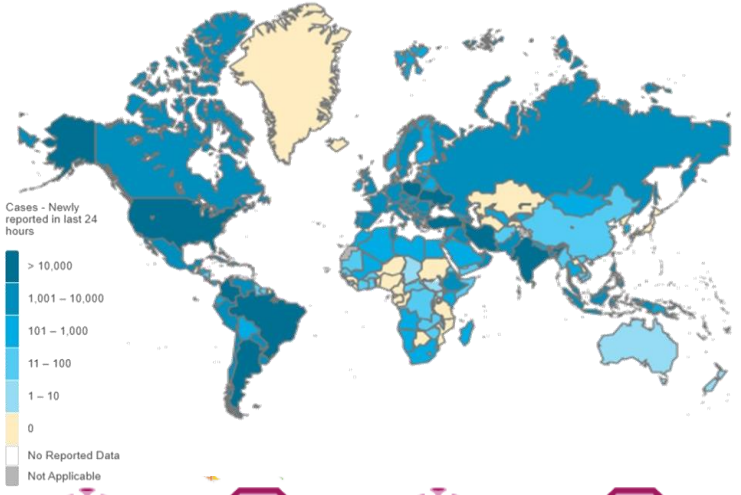 Cases - Newly
reported in last 24
hours
> 10,000
1,001 – 10,000
101 – 1,000
11 – 100
1 – 10
0
No Reported Data
Not Applicable